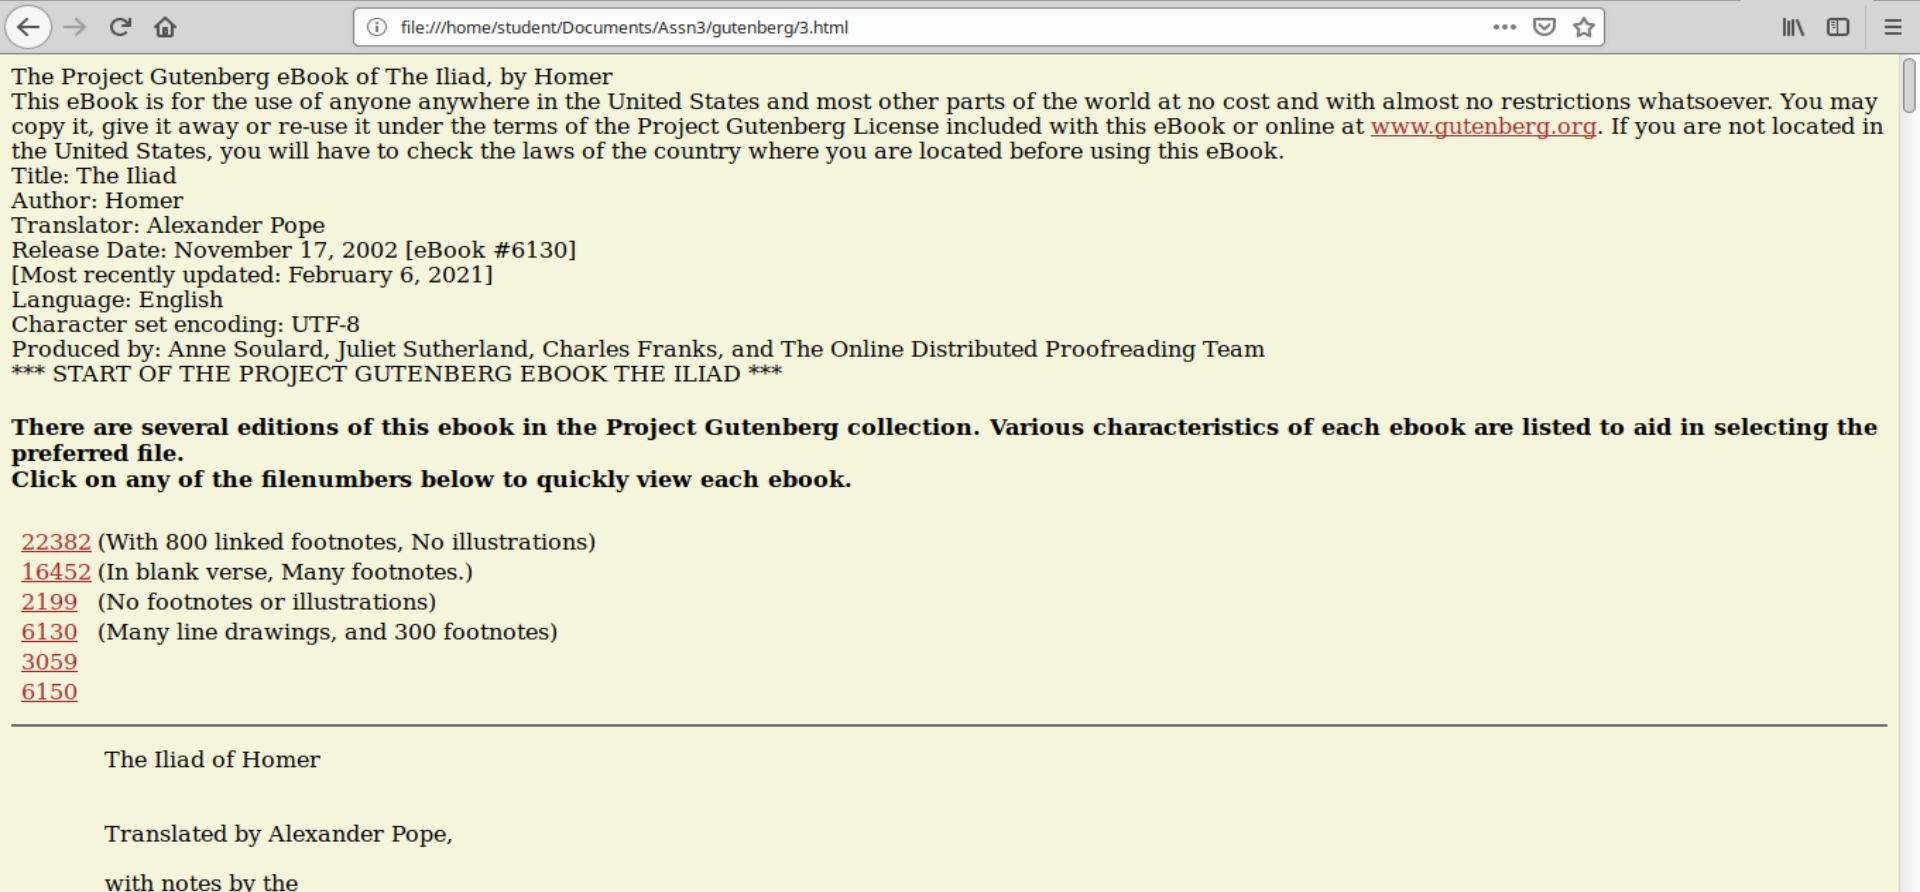 file:///home/student/Documents/Assn3/gutenberg/3.html
The Project Gutenberg eBook of The Iliad, by Homer
This eBook is for the use of anyone anywhere in the United States and most other parts of the world at no cost and with almost no restrictions whatsoever. You may
copy it, give it away or re-use it under the terms of the Project Gutenberg License included with this eBook or online at www.gutenberg.org. If you are not located in
the United States, you will have to check the laws of the country where you are located before using this eBook.
Title: The Iliad
Author: Homer
Translator: Alexander Pope
Release Date: November 17, 2002 [eBook #6130]
[Most recently updated: February 6, 2021]
Language: English
Character set encoding: UTF-8
Produced by: Anne Soulard, Juliet Sutherland, Charles Franks, and The Online Distributed Proofreading Team
*** START OF THE PROJECT GUTENBERG EBOOK THE ILIAD ***
There are several editions of this ebook in the Project Gutenberg collection. Various characteristics of each ebook are listed to aid in selecting the
preferred file.
Click on any of the filenumbers below to quickly view each ebook.
22382 (With 800 linked footnotes, No illustrations)
16452 (In blank verse, Many footnotes.)
2199 (No footnotes or illustrations)
6130 (Many line drawings, and 300 footnotes)
3059
6150
The Iliad of Homer
Translated by Alexander Pope,
with notes by the